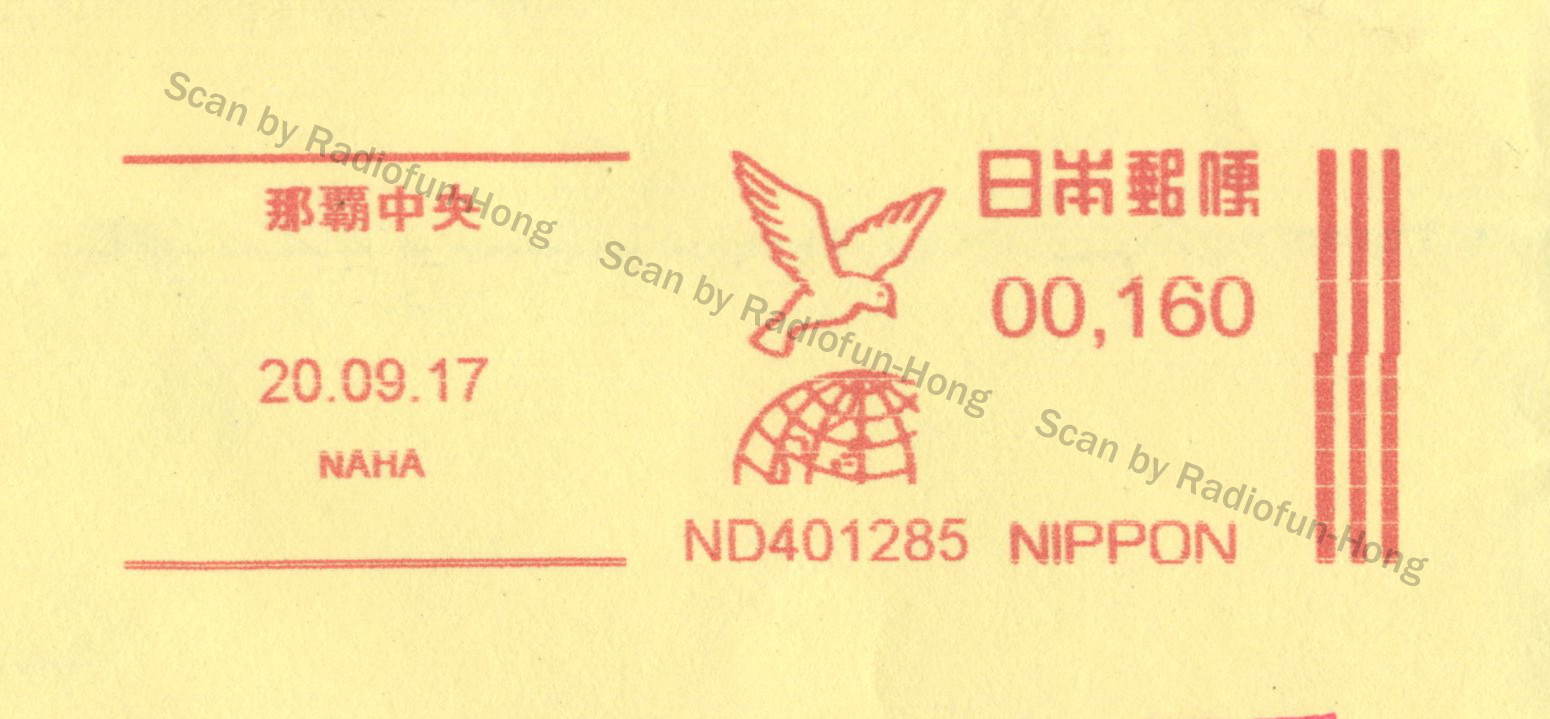 那覇中央
20.09.17
NAHA
日本郵便
00,160
ND401285 NIPPON
Scan by Radiofun-Hong
Scan by Radiofun-Hong
Scan by Radiofun-Hong